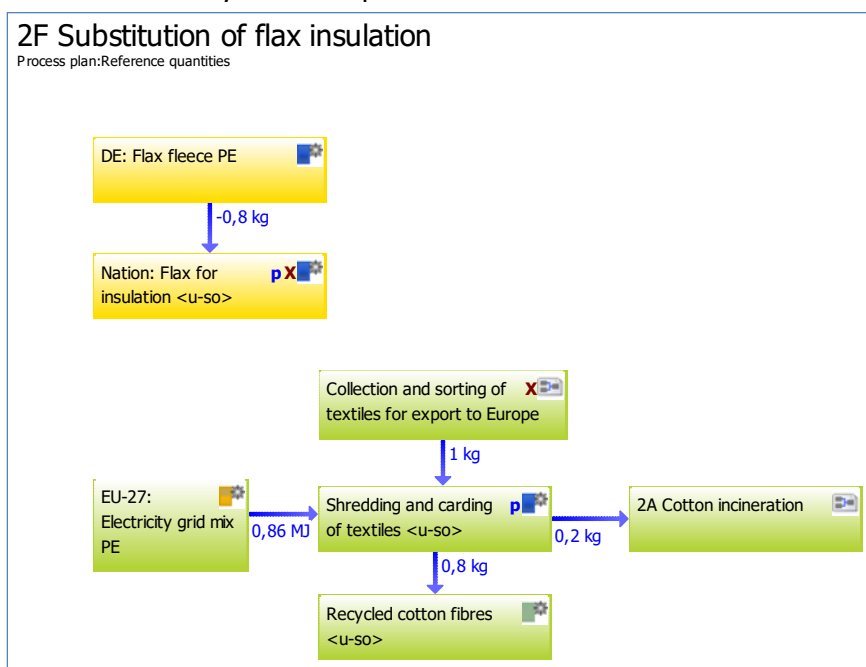 2F Substitution of flax insulation
Process plan:Reference quantities
DE: Flax fleece PE
-0,8 kg
Nation: Flax for p X
insulation <u-so>
Collection and sorting of X
textiles for export to Europe
1 kg
EU-27:
Electricity grid mix
PE
0,86 MJ
Shredding and carding p
of textiles <u-so>
0,2 kg
2A Cotton incineration
0,8 kg
Recycled cotton fibres
<u-so>